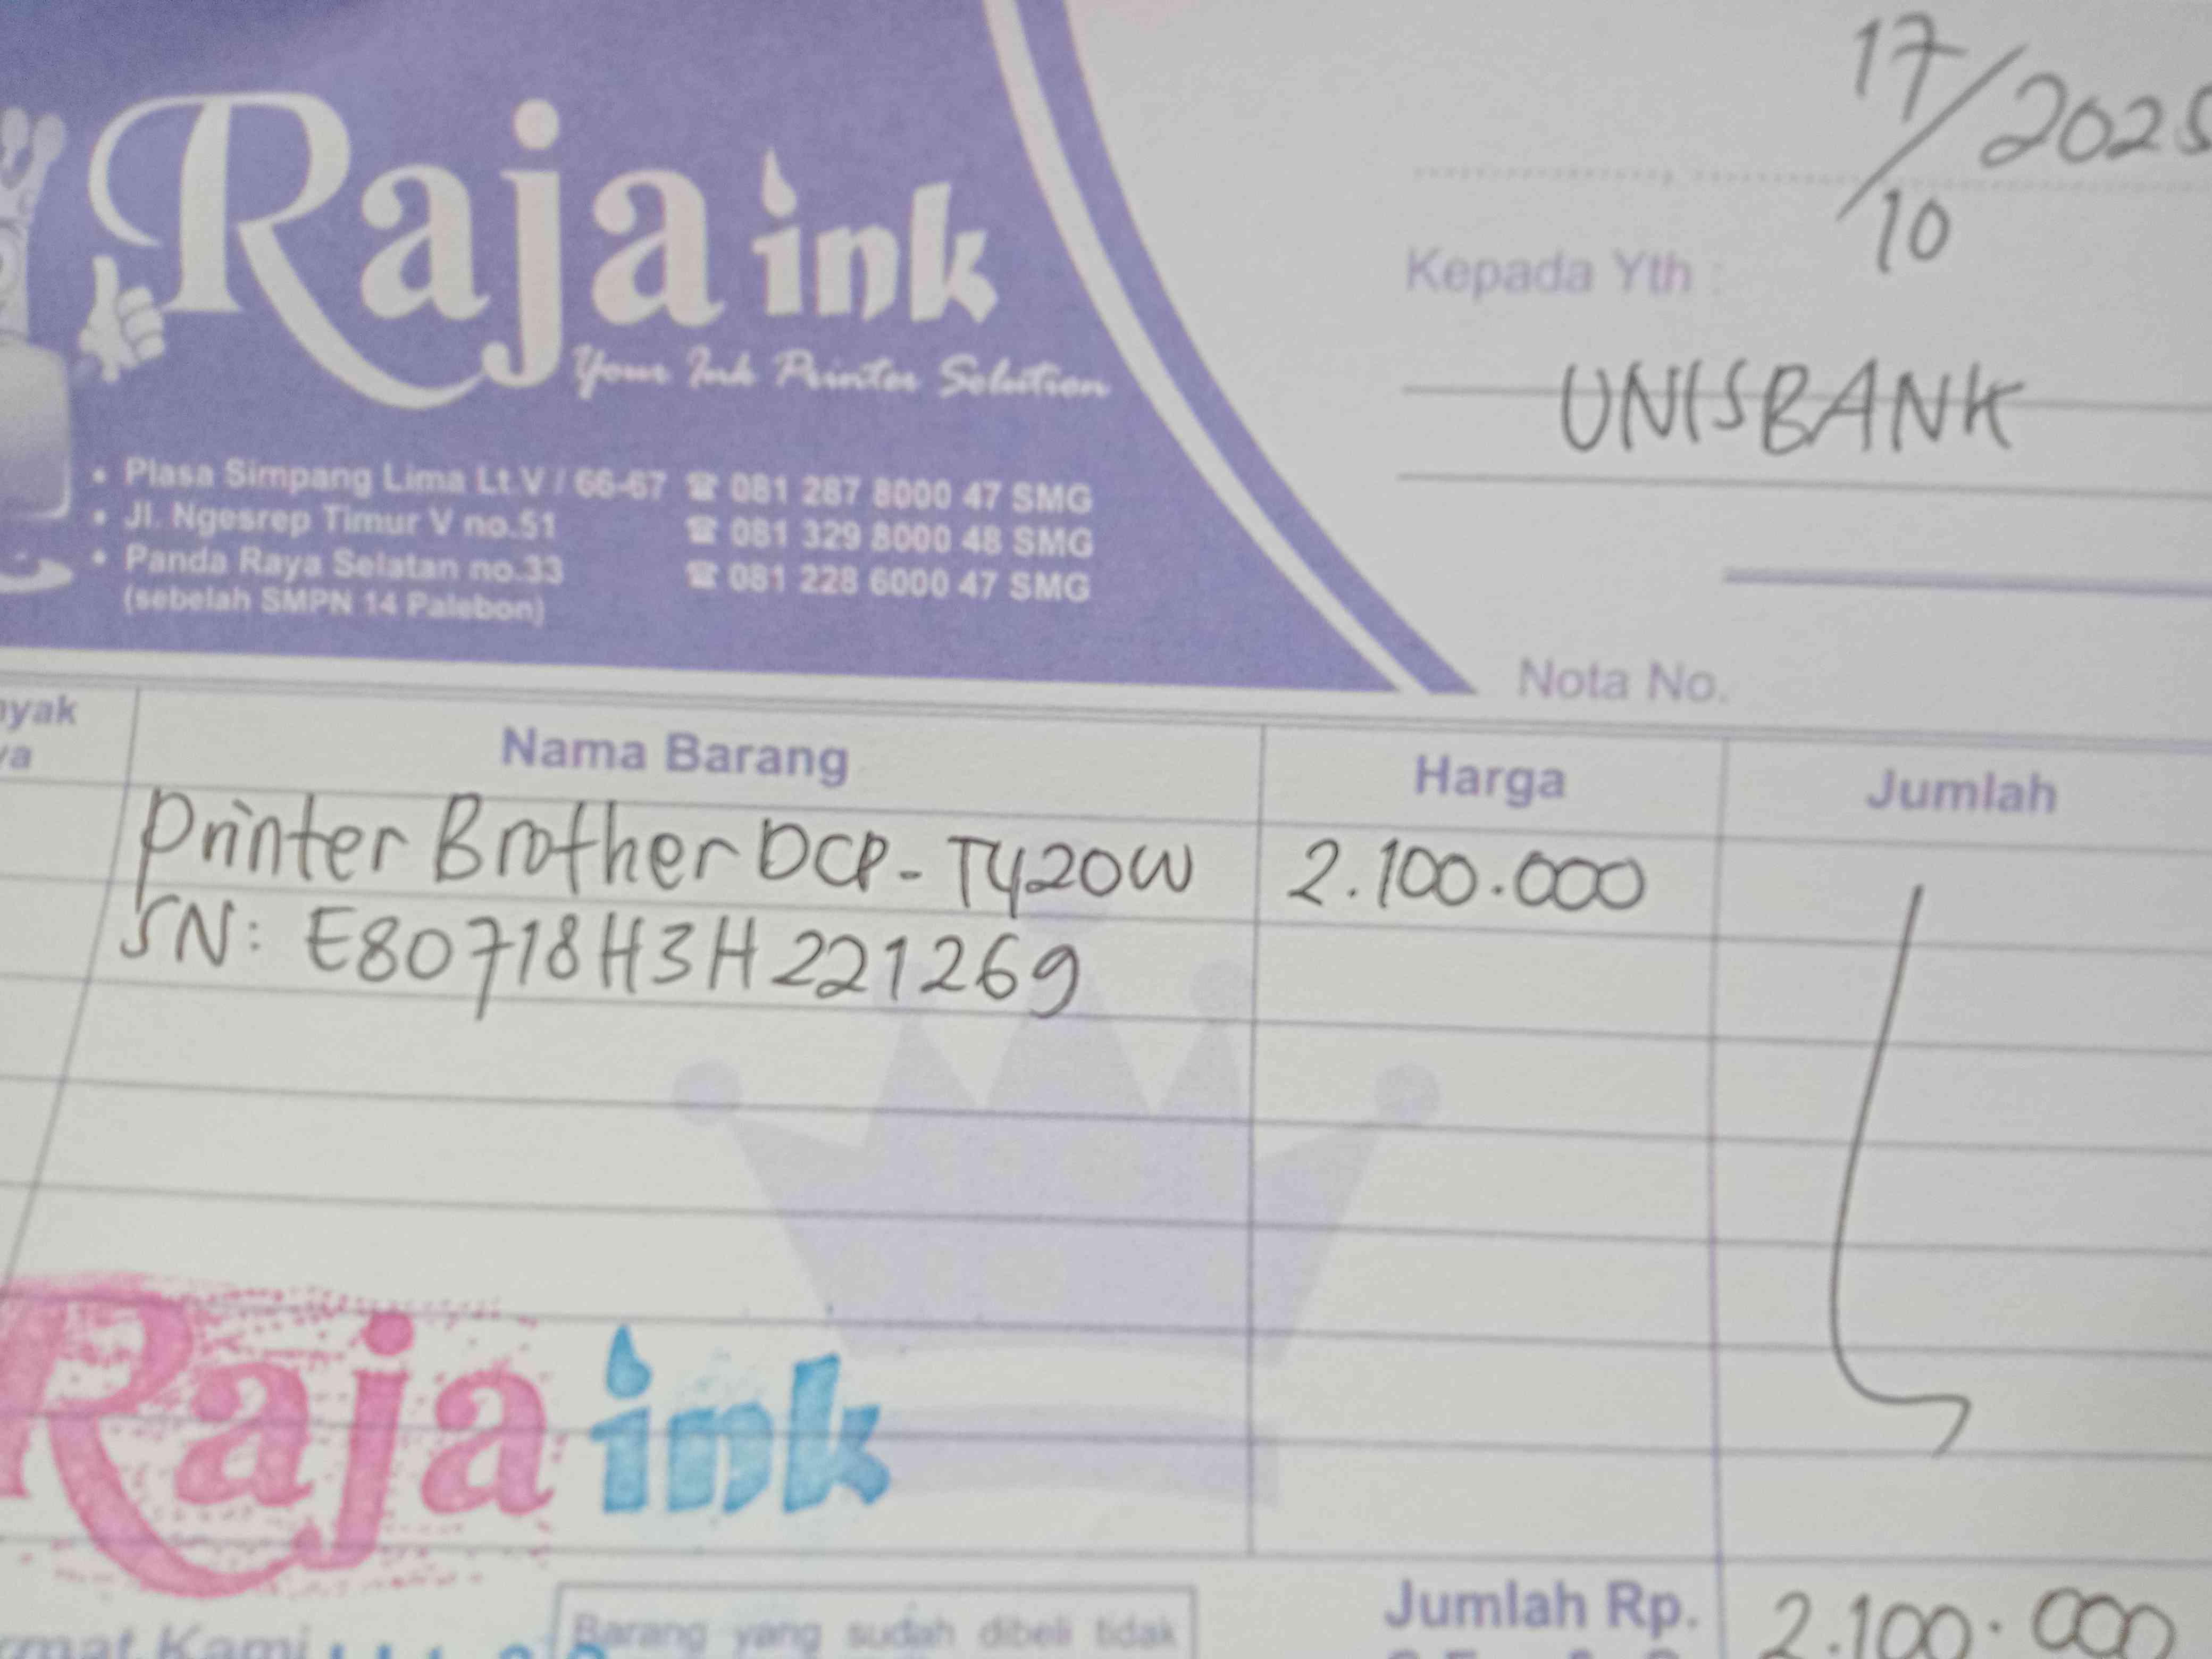 17/10/2025
Raja ink
Your Ink Printer Solution
• Plasa Simpang Lima Lt.V / 66-67 ☎ 081 287 8000 47 SMG
• Jl. Ngesrep Timur V no.51 ☎ 081 329 8000 48 SMG
• Panda Raya Selatan no.33 ☎ 081 228 6000 47 SMG
(sebelah SMPN 14 Palebon)
Kepada Yth :
UNISBANK
Nota No.
Nama Barang Harga Jumlah
Printer Brother DCP-T420W 2.100.000
SN: E80718H3H221269
Raja ink
Barang yang sudah dibeli tidak
Jumlah Rp. 2.100.000
Kami